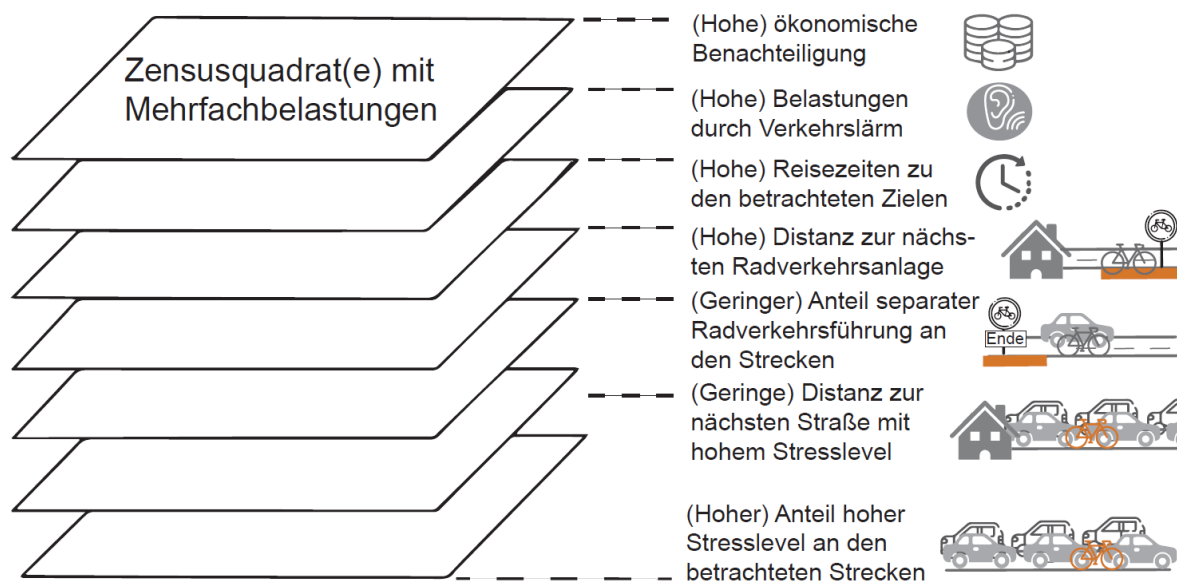 Zensusquadrat(e) mit
Mehrfachbelastungen
(Hohe) ökonomische
Benachteiligung
(Hohe) Belastungen
durch Verkehrslärm
(Hohe) Reisezeiten zu
den betrachteten Zielen
(Hohe) Distanz zur nächs-
ten Radverkehrsanlage
(Geringer) Anteil separater
Radverkehrsführung an
den Strecken
Ende
(Geringe) Distanz zur
nächsten Straße mit
hohem Stresslevel
(Hoher) Anteil hoher
Stresslevel an den
betrachteten Strecken